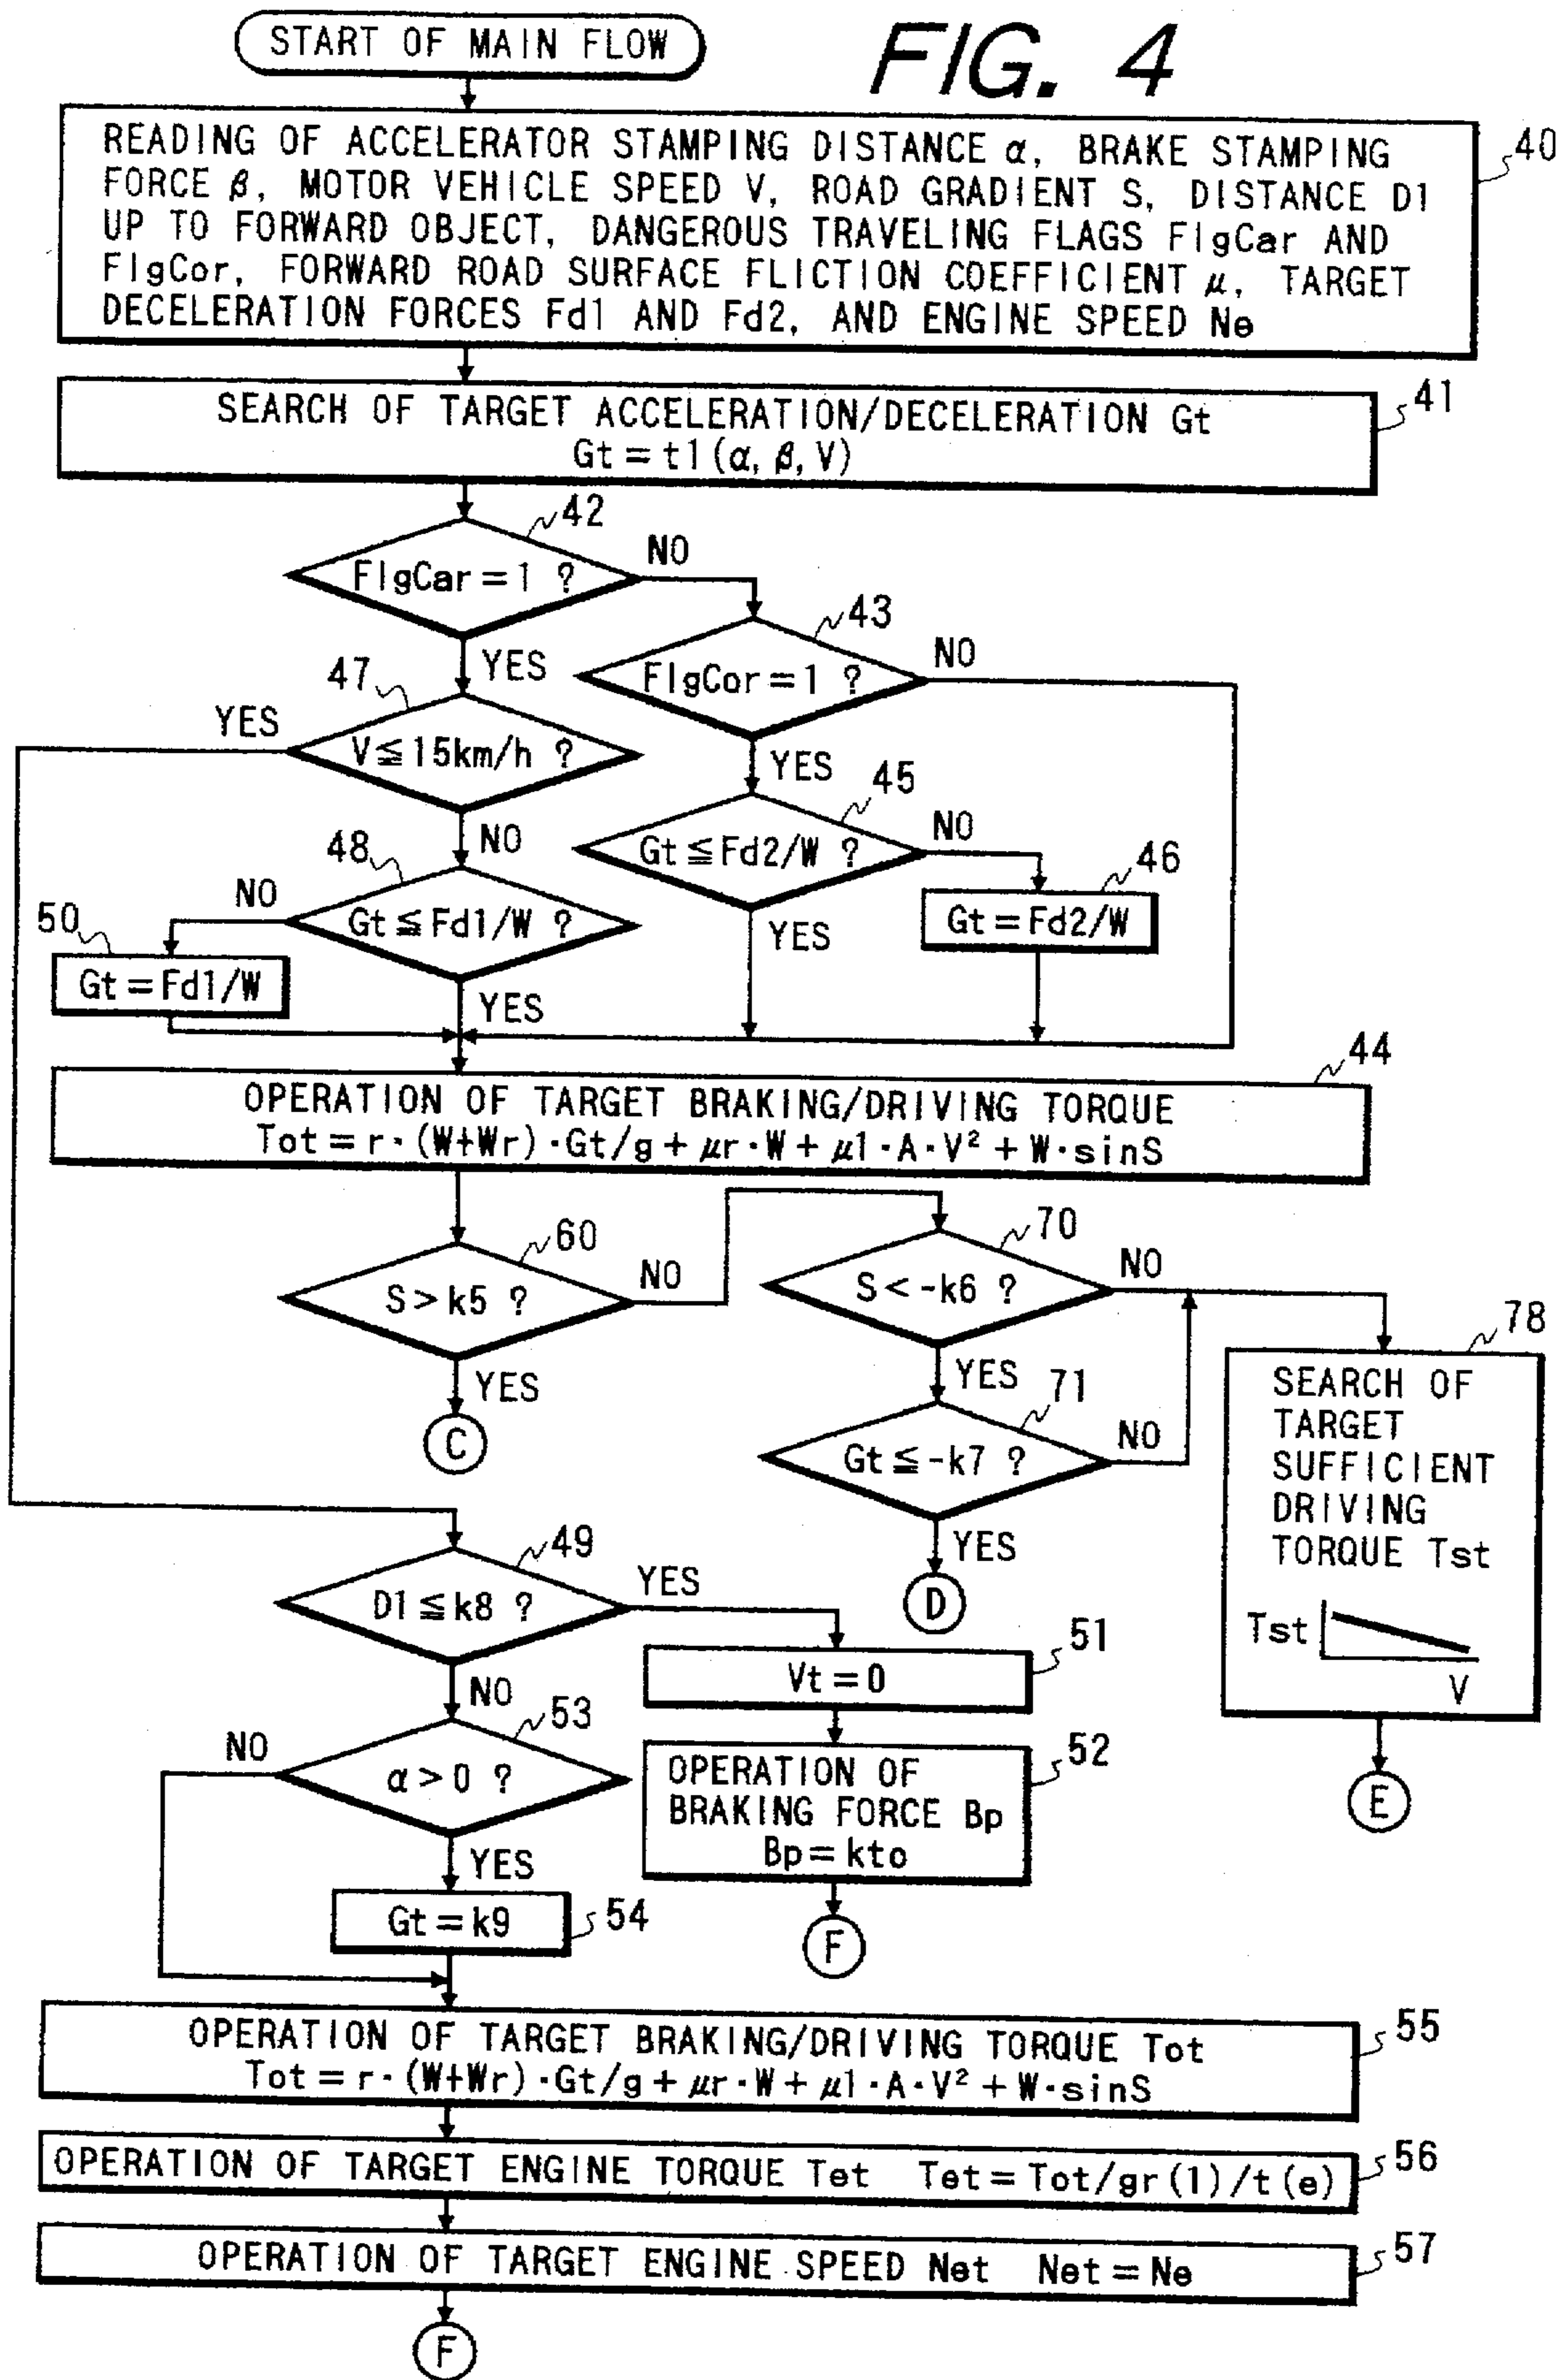 START OF MAIN FLOW
FIG. 4
READING OF ACCELERATOR STAMPING DISTANCE α, BRAKE STAMPING
FORCE β, MOTOR VEHICLE SPEED V, ROAD GRADIENT S, DISTANCE D1
UP TO FORWARD OBJECT, DANGEROUS TRAVELING FLAGS FlgCar AND
FlgCor, FORWARD ROAD SURFACE FLICTION COEFFICIENT μ, TARGET
DECELERATION FORCES Fd1 AND Fd2, AND ENGINE SPEED Ne
40
SEARCH OF TARGET ACCELERATION/DECELERATION Gt
Gt=t1(α, β, V)
41
42
FlgCar=1 ?
NO
YES
43
FlgCor=1 ?
NO
YES
47
YES
V≦15km/h ?
NO
45
Gt≦Fd2/W ?
NO
YES
46
Gt=Fd2/W
48
NO
Gt≦Fd1/W ?
YES
50
Gt=Fd1/W
44
OPERATION OF TARGET BRAKING/DRIVING TORQUE
Tot=r·(W+Wr)·Gt/g+μr·W+μl·A·V²+W·sinS
60
S>k5 ?
NO
YES
C
70
S<-k6 ?
NO
YES
71
Gt≦-k7 ?
NO
YES
D
78
SEARCH OF
TARGET
SUFFICIENT
DRIVING
TORQUE Tst
Tst
V
E
49
D1≦k8 ?
YES
NO
51
Vt=0
52
OPERATION OF
BRAKING FORCE Bp
Bp=kto
F
53
NO
α>0 ?
YES
Gt=k9
54
55
OPERATION OF TARGET BRAKING/DRIVING TORQUE Tot
Tot=r·(W+Wr)·Gt/g+μr·W+μl·A·V²+W·sinS
OPERATION OF TARGET ENGINE TORQUE Tet Tet=Tot/gr(1)/t(e)
56
OPERATION OF TARGET ENGINE SPEED Net Net=Ne
57
F